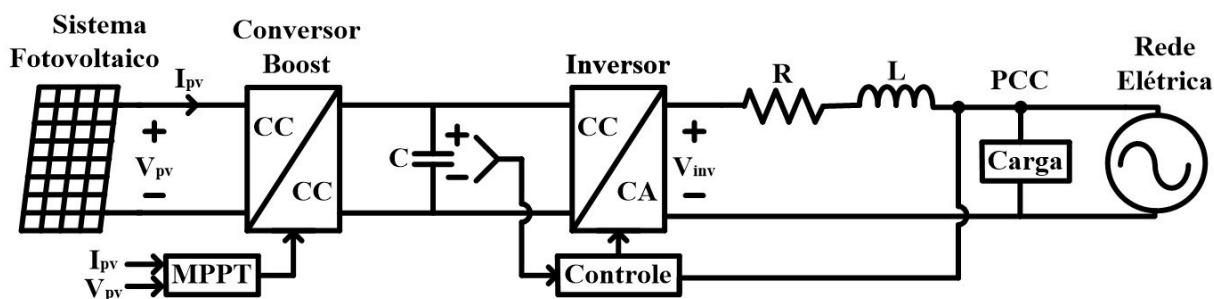 Sistema
Fotovoltaico
Ipv
+
Vpv
−
Conversor
Boost
CC
CC
C
+
−
Inversor
CC
CA
+
Vinv
−
R
L
PCC
Carga
Rede
Elétrica
Ipv
Vpv
MPPT
Controle